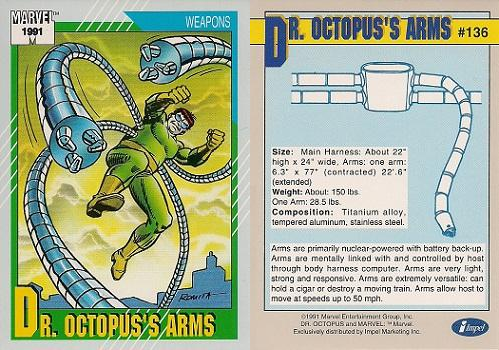 MARVEL™
1991
M
WEAPONS
ROMITA
DR. OCTOPUS'S ARMS
DR. OCTOPUS'S ARMS #136
Size: Main Harness: About 22"
high x 24" wide, Arms: one arm:
6.3" x 77" (contracted) 22'.6"
(extended)
Weight: About 150 lbs.
One Arm: 28.5 lbs.
Composition: Titanium alloy,
tempered aluminum, stainless steel.
Arms are primarily nuclear-powered with battery back-up.
Arms are mentally linked with and controlled by host
through body harness computer. Arms are very light,
strong and responsive. Arms are extremely versatile: can
hold a cigar or destroy a moving train. Arms allow host to
move at speeds up to 50 mph.
©1991 Marvel Entertainment Group, Inc.
DR. OCTOPUS and MARVEL: ™ Marvel.
Exclusively distributed by Impel Marketing Inc.
Impel